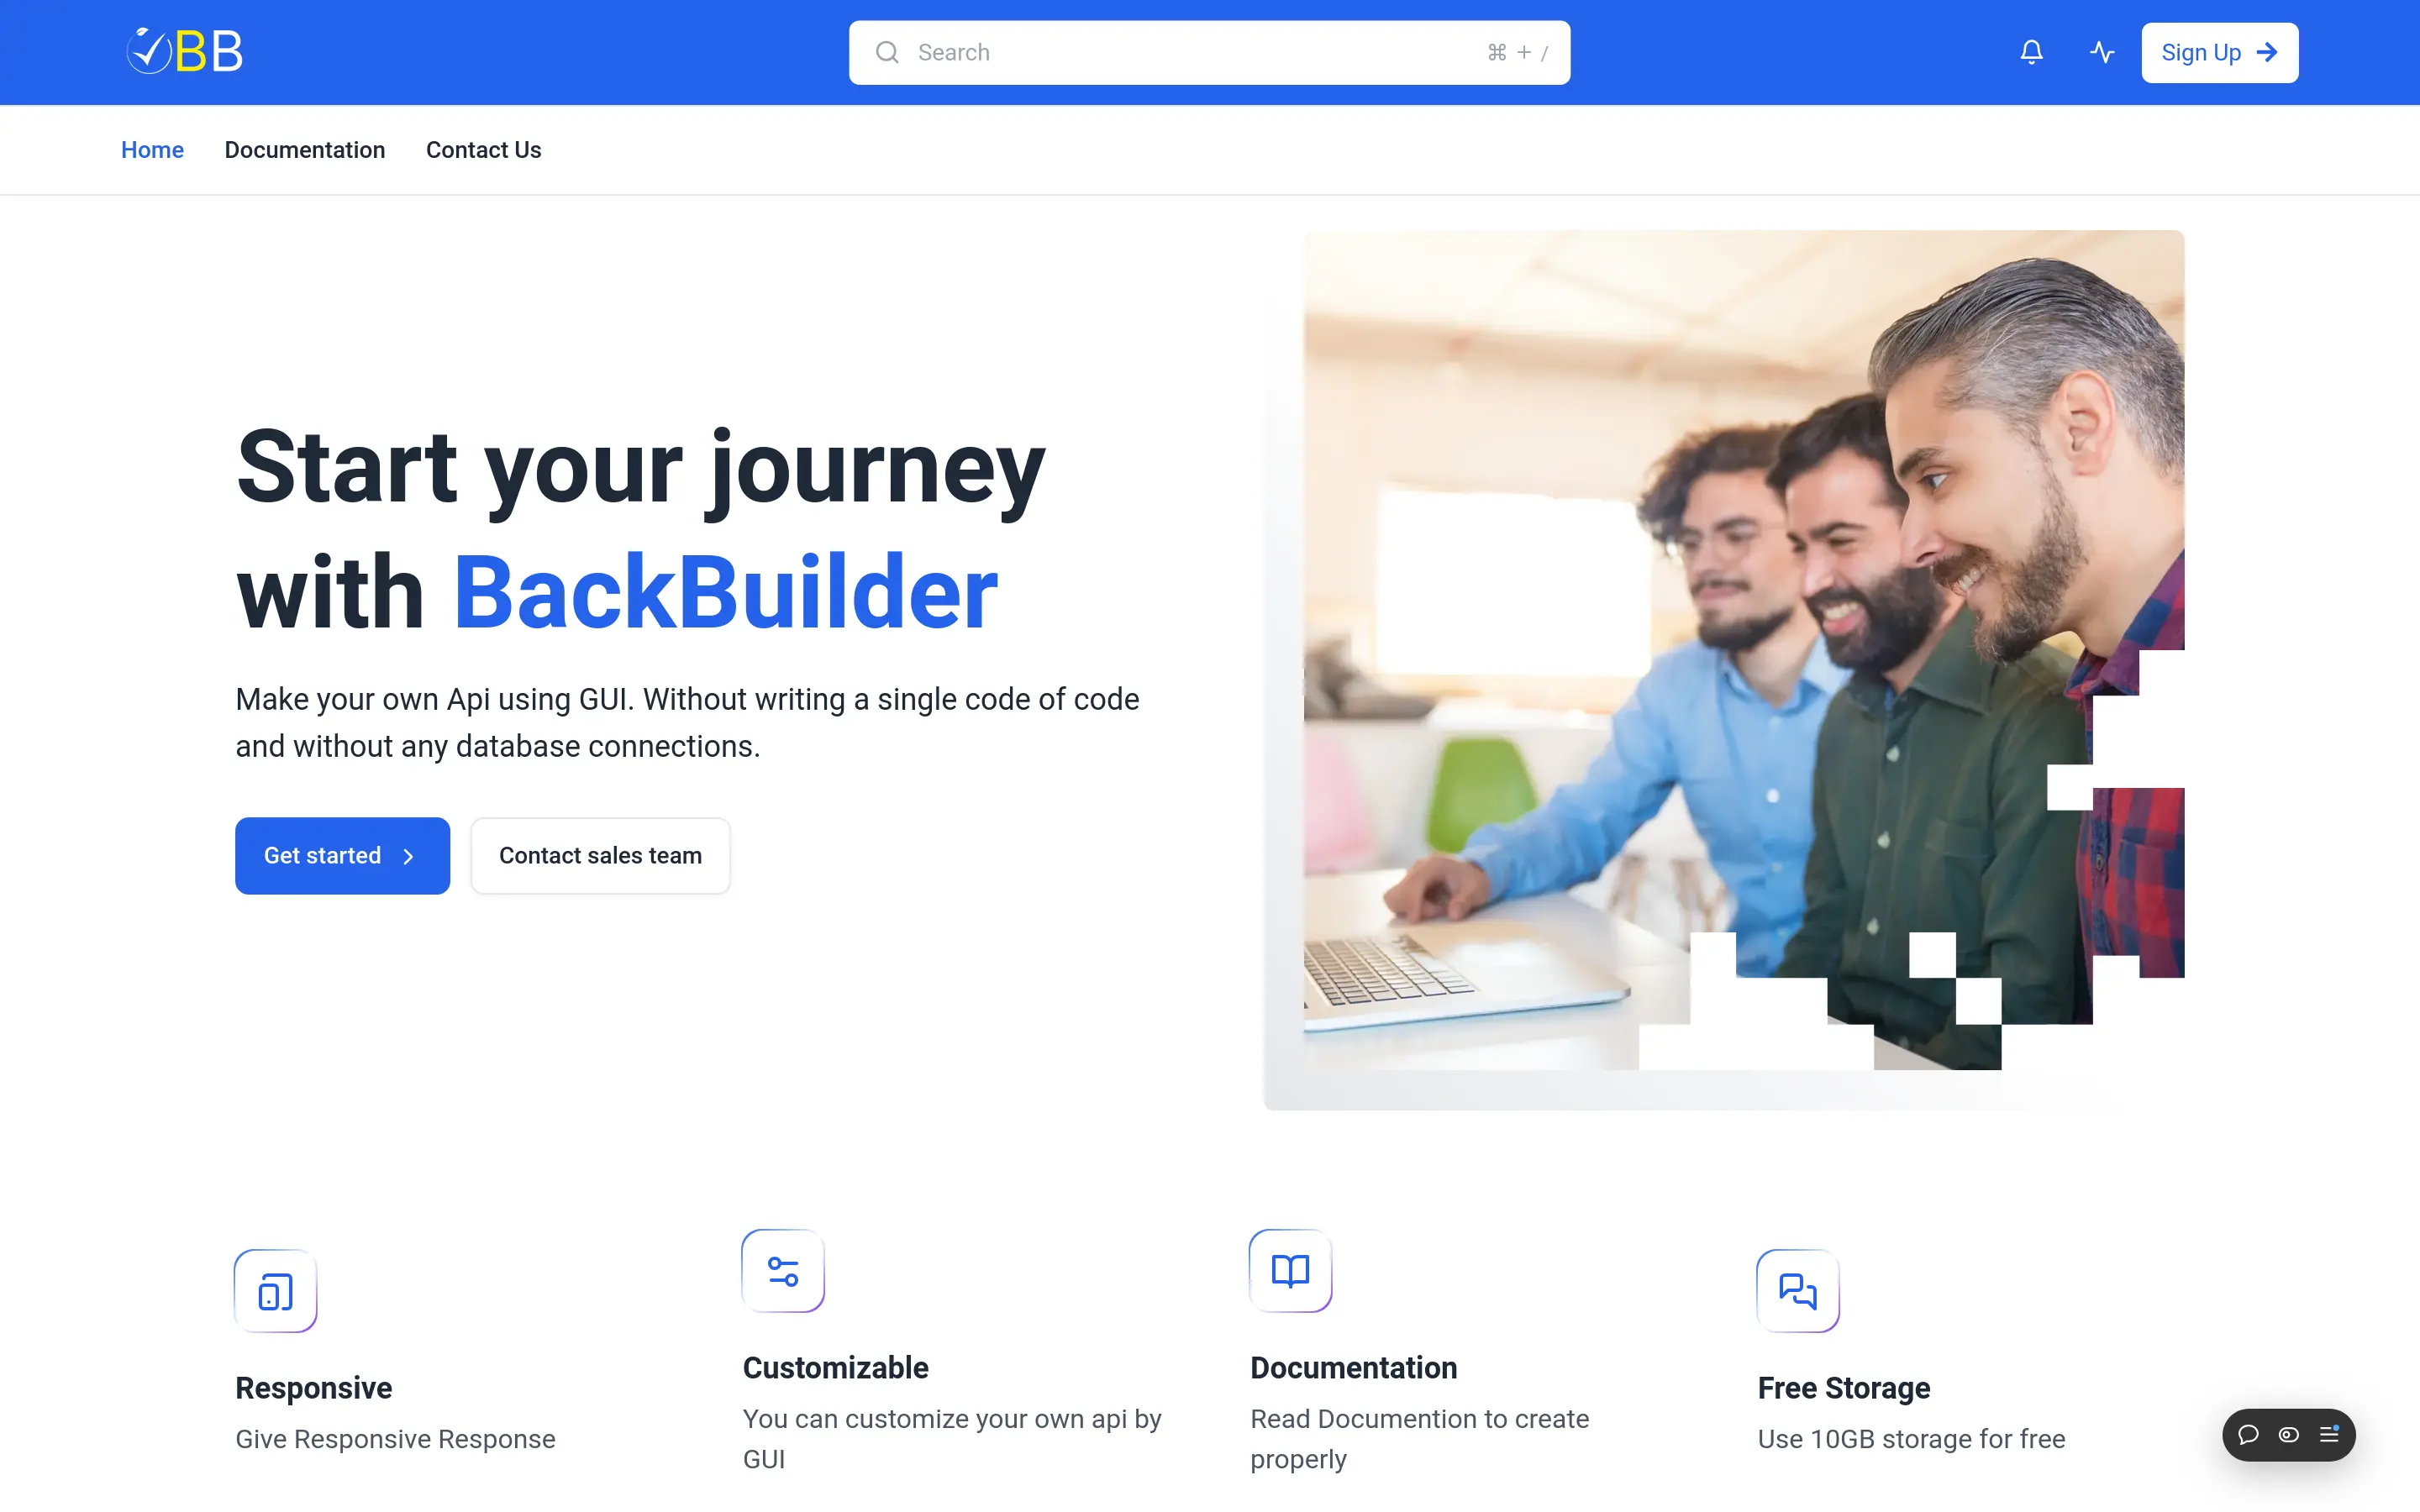 BB
Search ⌘ + /
Sign Up
Home Documentation Contact Us
Start your journey
with BackBuilder
Make your own Api using GUI. Without writing a single code of code
and without any database connections.
Get started
Contact sales team
Responsive
Give Responsive Response
Customizable
You can customize your own api by
GUI
Documentation
Read Documention to create
properly
Free Storage
Use 10GB storage for free